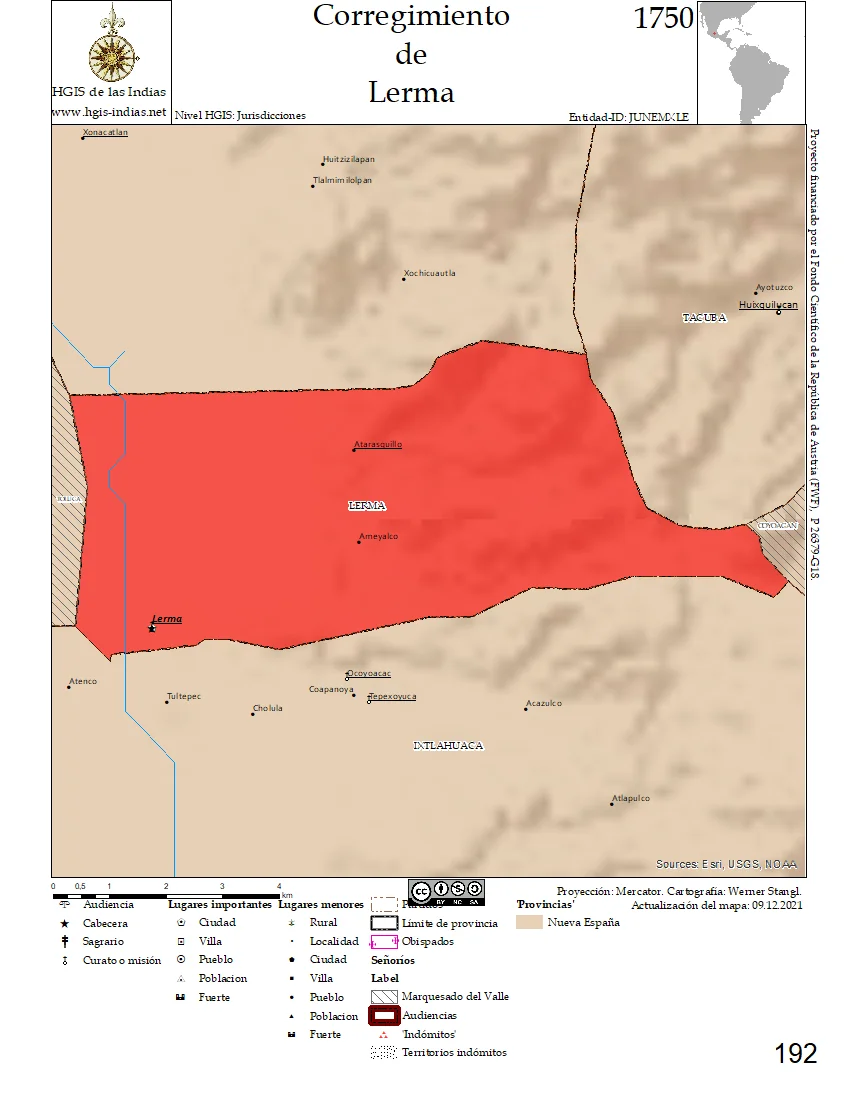 Corregimiento
de
Lerma
1750
HGIS de las Indias
www.hgis-indias.net
Nivel HGIS: Jurisdicciones
Entidad-ID: JUNEMXLE
Proyecto financiado por el Fondo Científico de la República de Austria (FWF), P 26379-G18.
Xonacatlan
Huitzizilapan
Tlalmimilolpan
Xochicuautla
Ayotuzco
Huixquilucan
TACUBA
Atarasquillo
TOLUCA
LERMA
COYOACAN
Ameyalco
Lerma
Ocoyoacac
Atenco
Coapanoya
Tepexoyuca
Tultepec
Cholula
Acazulco
IXTLAHUACA
Atlapulco
Sources: Esri, USGS, NOAA
0 0,5 1 2 3 4
km
CC BY NC SA
Proyección: Mercator. Cartografía: Werner Stangl.
Actualización del mapa: 09.12.2021
Audiencia
Cabecera
Sagrario
Curato o misión
Lugares importantes
Ciudad
Villa
Pueblo
Poblacion
Fuerte
Lugares menores
Rural
Localidad
Ciudad
Villa
Pueblo
Poblacion
Fuerte
Límite de provincia
Obispados
Señoríos
Label
Marquesado del Valle
Audiencias
'Indómitos'
Territorios indómitos
'Provincias'
Nueva España
192